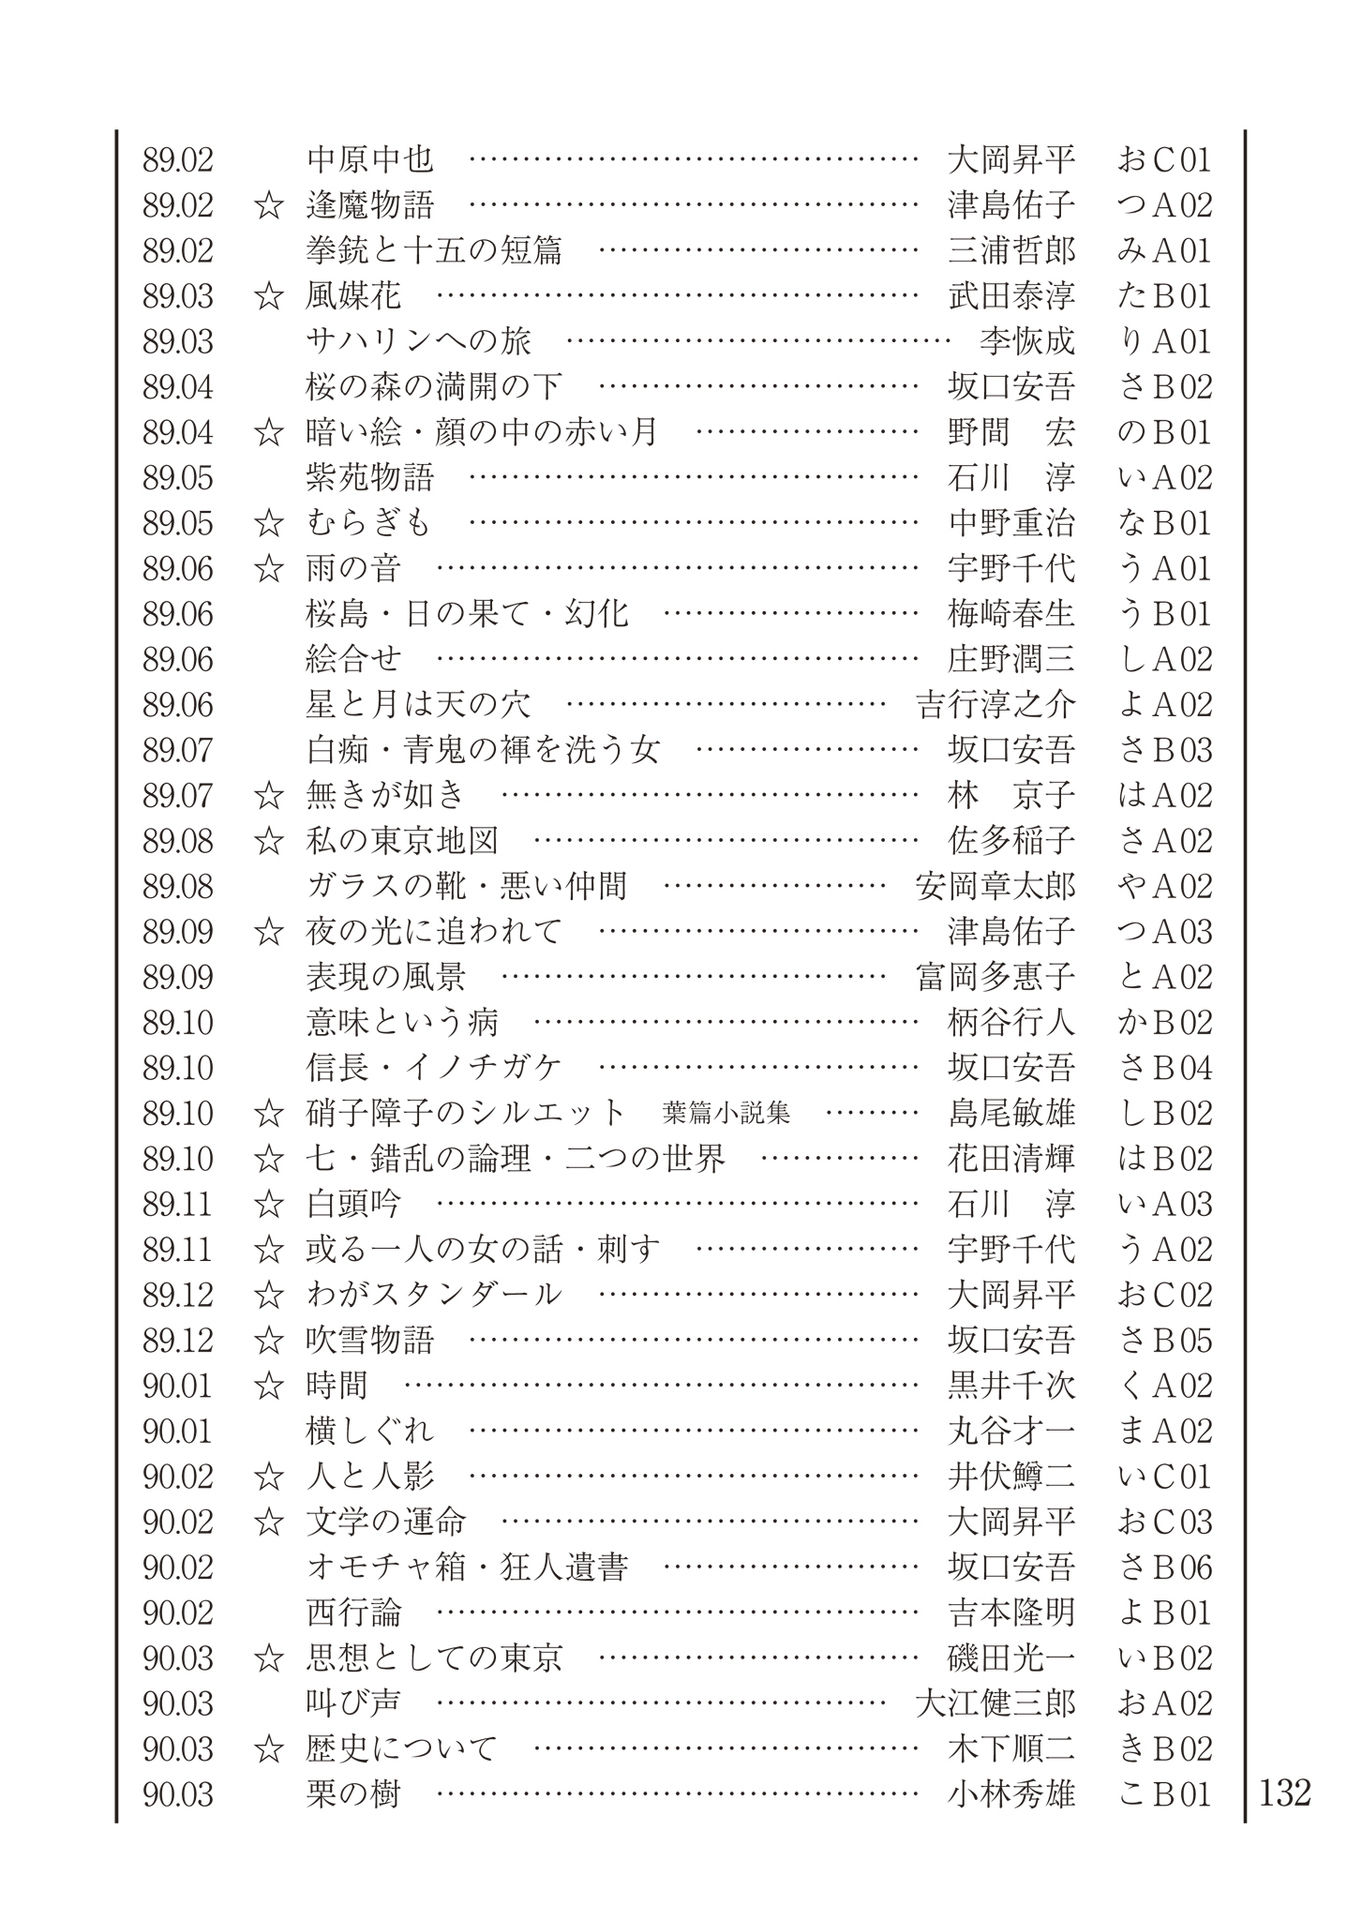 89.02 中原中也 ………………………………… 大岡昇平 おC01
89.02 ☆ 逢魔物語 ………………………………… 津島佑子 つA02
89.02 拳銃と十五の短篇 ……………………… 三浦哲郎 みA01
89.03 ☆ 風媒花 …………………………………… 武田泰淳 たB01
89.03 サハリンへの旅 …………………………… 李恢成 りA01
89.04 桜の森の満開の下 ……………………… 坂口安吾 さB02
89.04 ☆ 暗い絵・顔の中の赤い月 ……………… 野間 宏 のB01
89.05 紫苑物語 ………………………………… 石川 淳 いA02
89.05 ☆ むらぎも ………………………………… 中野重治 なB01
89.06 ☆ 雨の音 …………………………………… 宇野千代 うA01
89.06 桜島・日の果て・幻化 ………………… 梅崎春生 うB01
89.06 絵合せ …………………………………… 庄野潤三 しA02
89.06 星と月は天の穴 ……………………… 吉行淳之介 よA02
89.07 白痴・青鬼の褌を洗う女 ……………… 坂口安吾 さB03
89.07 ☆ 無きが如き ……………………………… 林 京子 はA02
89.08 ☆ 私の東京地図 …………………………… 佐多稲子 さA02
89.08 ガラスの靴・悪い仲間 ……………… 安岡章太郎 やA02
89.09 ☆ 夜の光に追われて ……………………… 津島佑子 つA03
89.09 表現の風景 …………………………… 富岡多惠子 とA02
89.10 意味という病 …………………………… 柄谷行人 かB02
89.10 信長・イノチガケ ……………………… 坂口安吾 さB04
89.10 ☆ 硝子障子のシルエット 葉篇小説集 ……… 島尾敏雄 しB02
89.10 ☆ 七・錯乱の論理・二つの世界 ………… 花田清輝 はB02
89.11 ☆ 白頭吟 …………………………………… 石川 淳 いA03
89.11 ☆ 或る一人の女の話・刺す ……………… 宇野千代 うA02
89.12 ☆ わがスタンダール ……………………… 大岡昇平 おC02
89.12 ☆ 吹雪物語 ………………………………… 坂口安吾 さB05
90.01 ☆ 時間 ……………………………………… 黒井千次 くA02
90.01 横しぐれ ………………………………… 丸谷才一 まA02
90.02 ☆ 人と人影 ………………………………… 井伏鱒二 いC01
90.02 ☆ 文学の運命 ……………………………… 大岡昇平 おC03
90.02 オモチャ箱・狂人遺書 ………………… 坂口安吾 さB06
90.02 西行論 …………………………………… 吉本隆明 よB01
90.03 ☆ 思想としての東京 ……………………… 磯田光一 いB02
90.03 叫び声 ………………………………… 大江健三郎 おA02
90.03 ☆ 歴史について …………………………… 木下順二 きB02
90.03 栗の樹 …………………………………… 小林秀雄 こB01
132